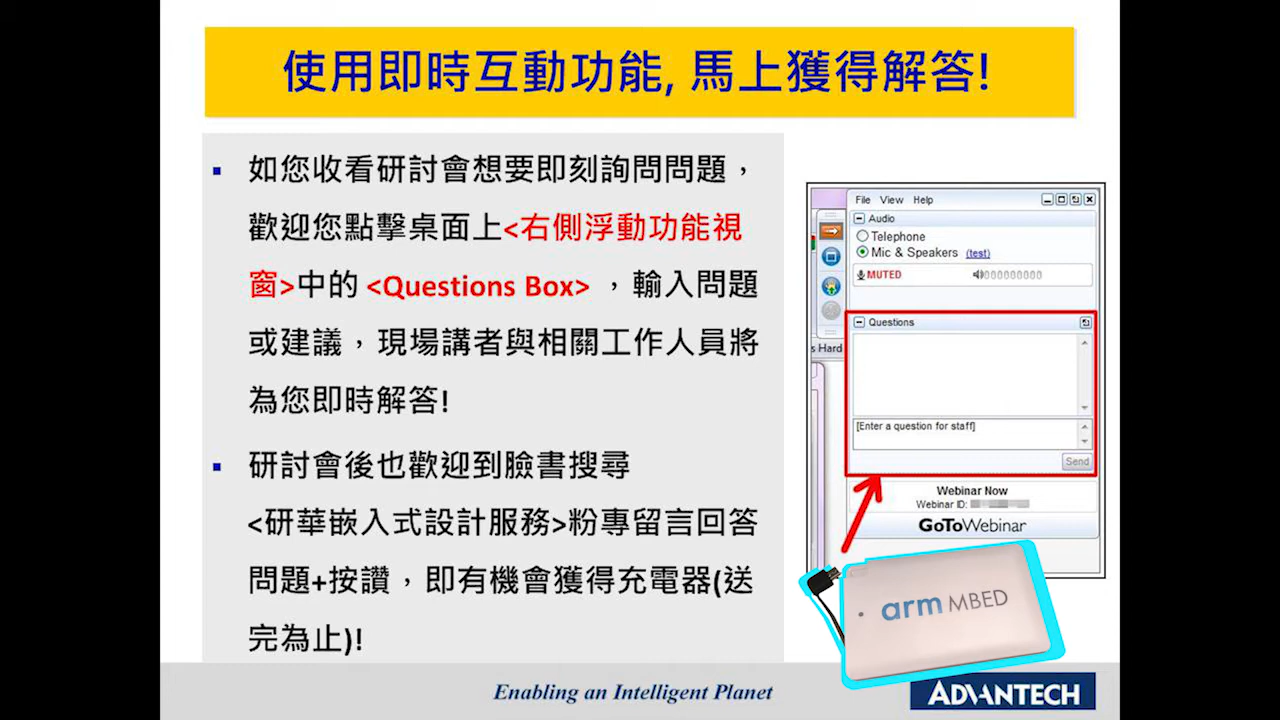 使用即時互動功能, 馬上獲得解答!
▪ 如您收看研討會想要即刻詢問問題，
歡迎您點擊桌面上<右側浮動功能視
窗>中的 <Questions Box> ，輸入問題
或建議，現場講者與相關工作人員將
為您即時解答!
▪ 研討會後也歡迎到臉書搜尋
<研華嵌入式設計服務>粉專留言回答
問題+按讚，即有機會獲得充電器(送
完為止)!
File View Help
Audio
Telephone
Mic & Speakers (test)
MUTED
000000000
Questions
s Hard
[Enter a question for staff]
Send
Webinar Now
Webinar ID:
GoToWebinar
arm MBED
Enabling an Intelligent Planet
ADVANTECH